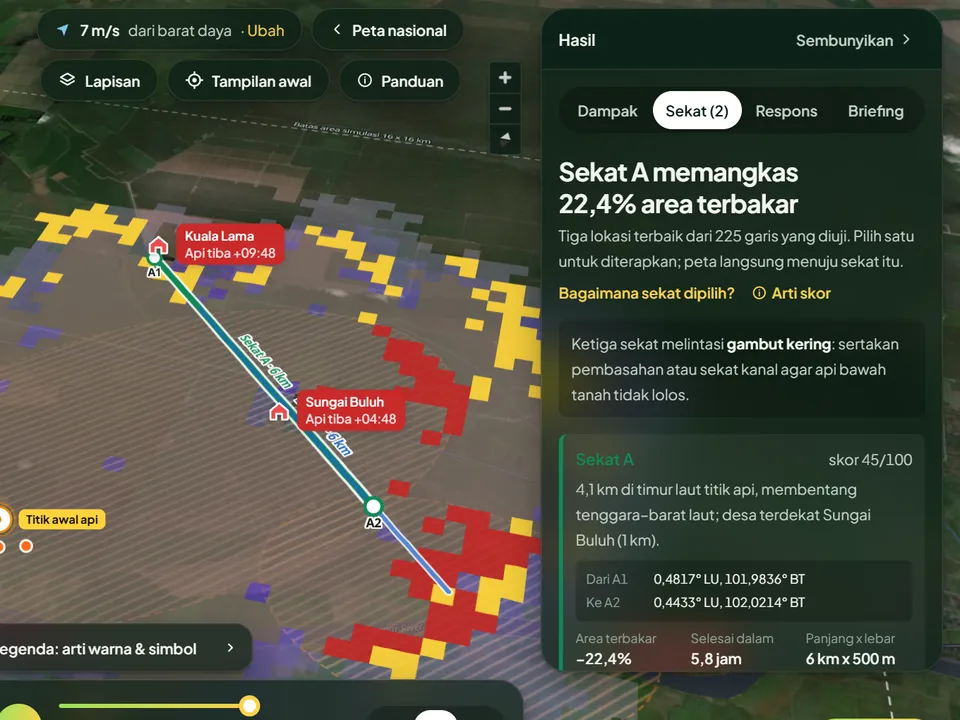 7 m/s dari barat daya · Ubah
Peta nasional
Lapisan
Tampilan awal
Panduan
Batas area simulasi 16 x 16 km
Kuala Lama
Api tiba +09:48
A1
Sekat A · 6 km
Sungai Buluh
Api tiba +04:48
6 km
A2
Titik awal api
egenda: arti warna & simbol
Hasil
Sembunyikan
Dampak
Sekat (2)
Respons
Briefing
Sekat A memangkas
22,4% area terbakar
Tiga lokasi terbaik dari 225 garis yang diuji. Pilih satu
untuk diterapkan; peta langsung menuju sekat itu.
Bagaimana sekat dipilih?
Arti skor
Ketiga sekat melintasi gambut kering: sertakan
pembasahan atau sekat kanal agar api bawah
tanah tidak lolos.
Sekat A
skor 45/100
4,1 km di timur laut titik api, membentang
tenggara–barat laut; desa terdekat Sungai
Buluh (1 km).
Dari A1 0,4817° LU, 101,9836° BT
Ke A2 0,4433° LU, 102,0214° BT
Area terbakar Selesai dalam Panjang x lebar
−22,4% 5,8 jam 6 km x 500 m